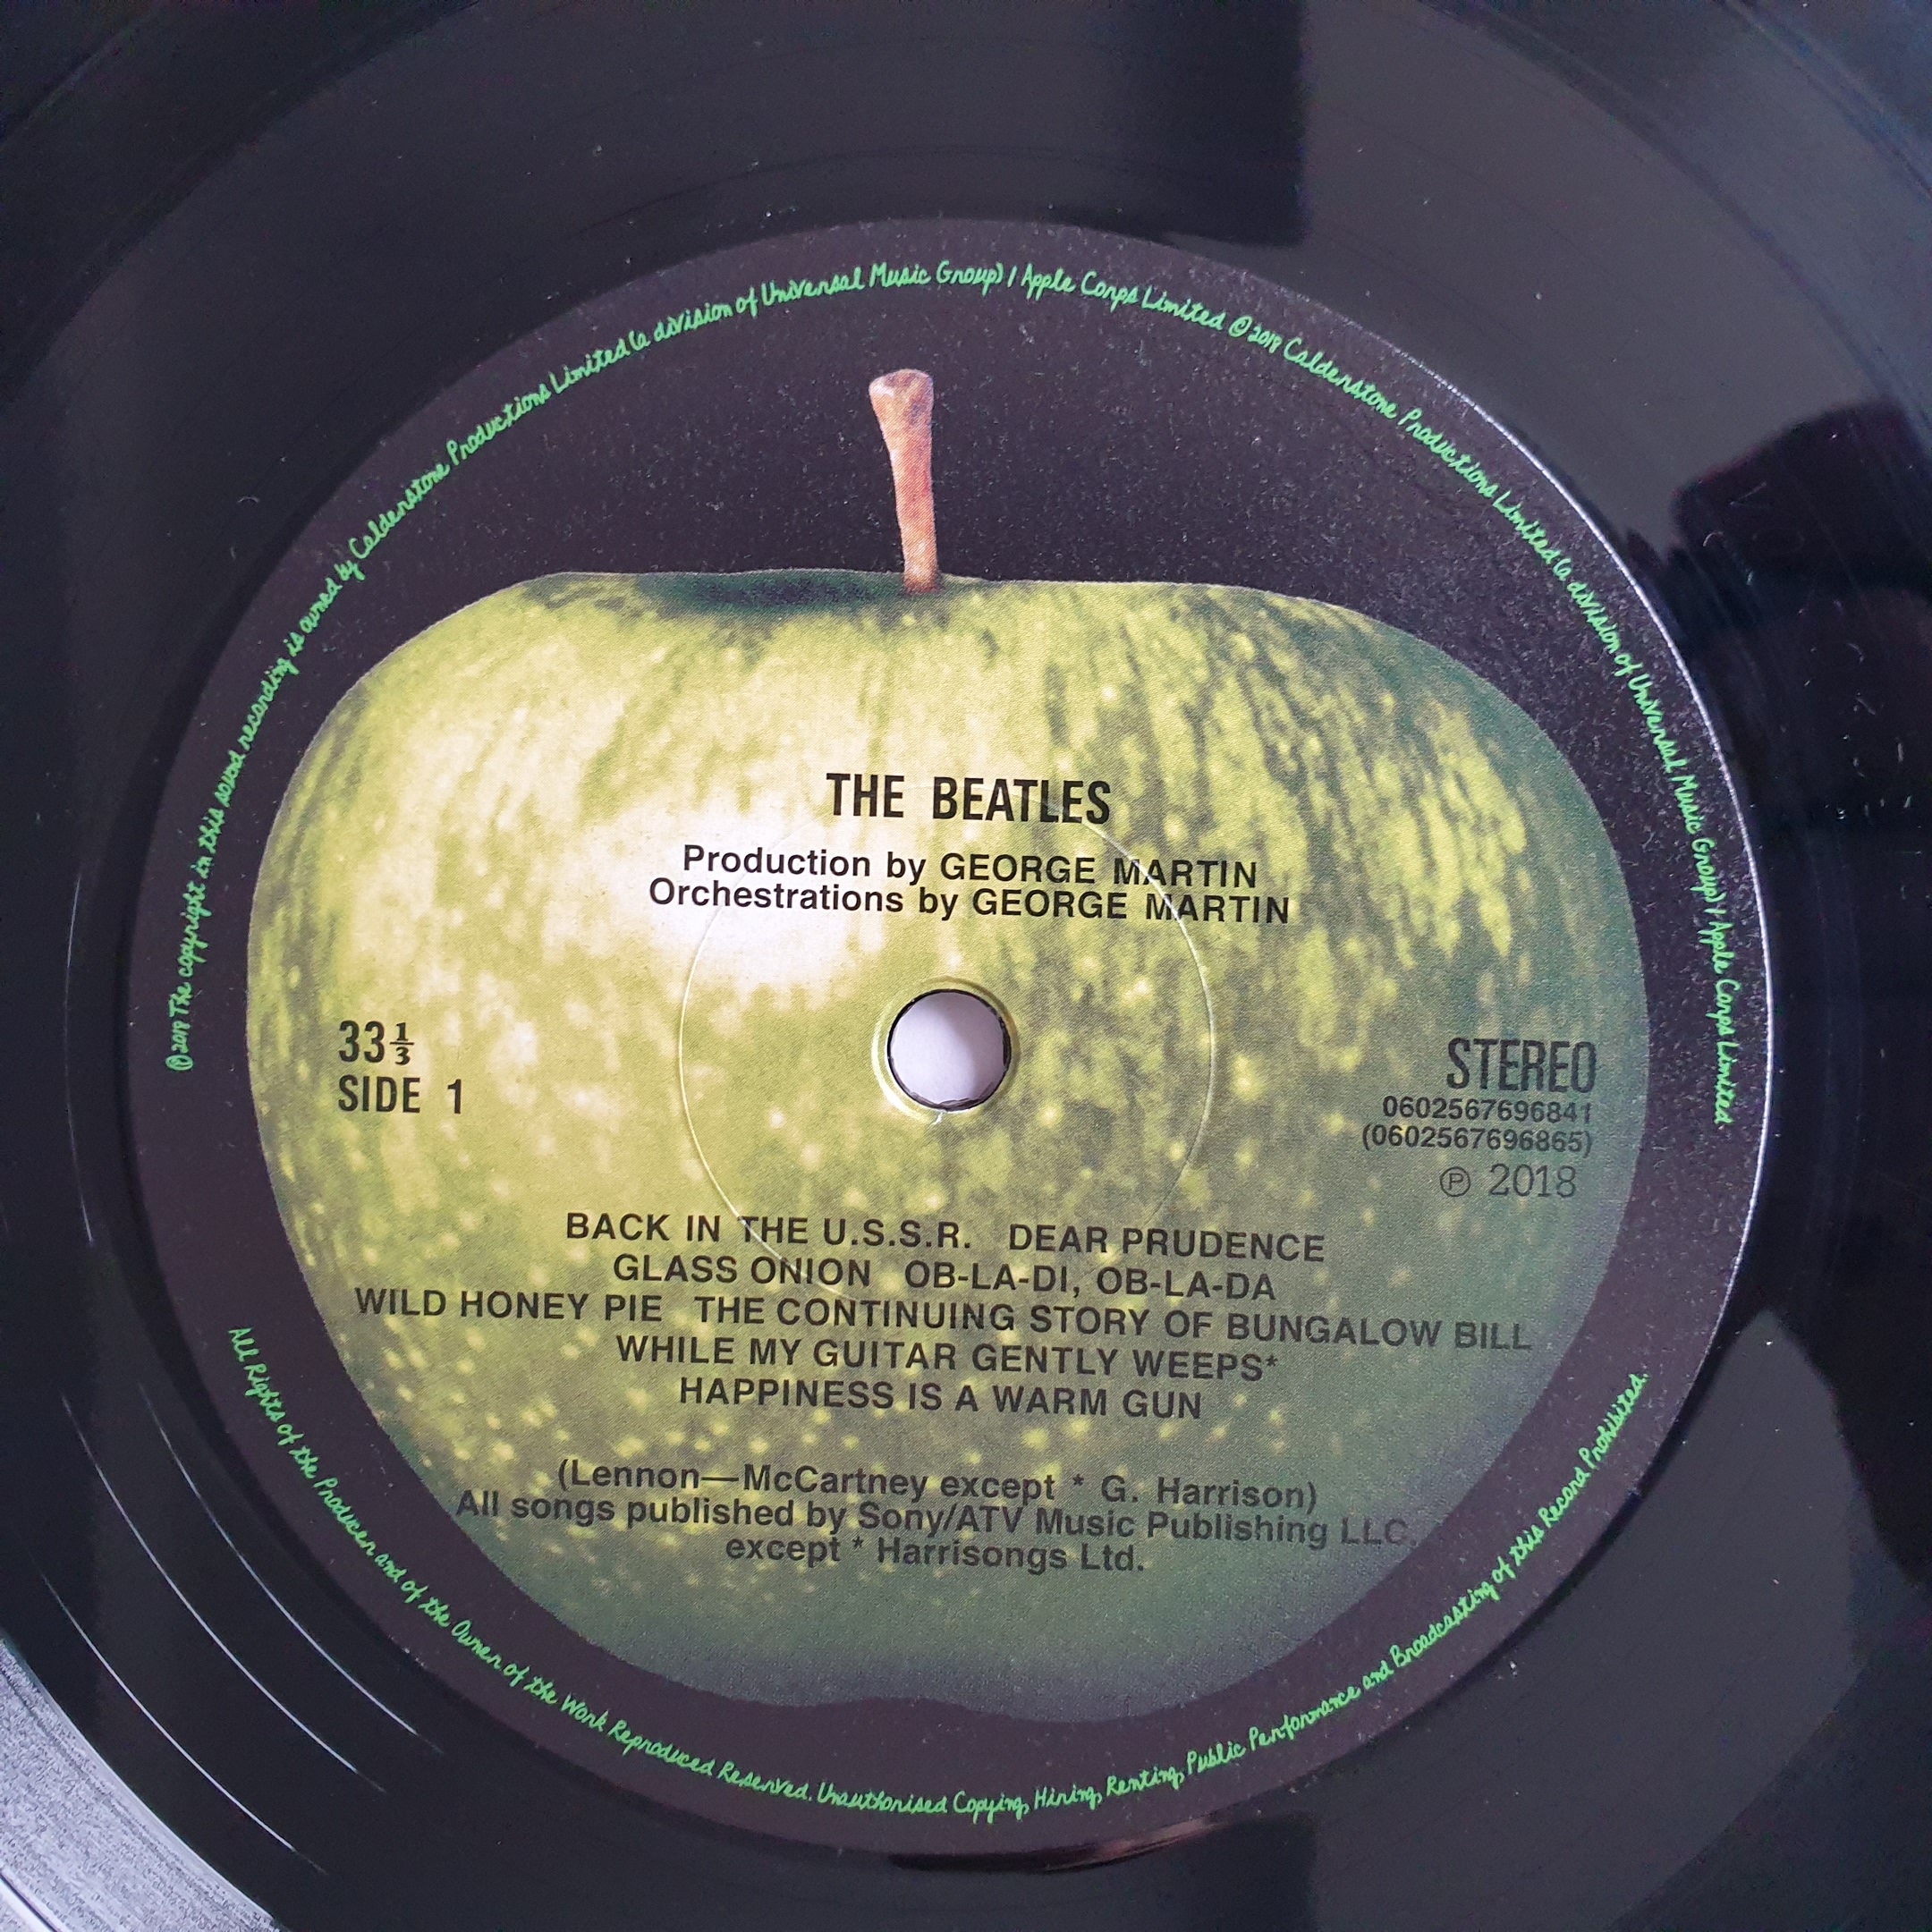 ℗2018 The copyright in this sound recording is owned by Calderstone Productions Limited (a division of Universal Music Group) / Apple Corps Limited ©2018 Calderstone Productions Limited (a division of Universal Music Group) / Apple Corps Limited.
THE BEATLES
Production by GEORGE MARTIN
Orchestrations by GEORGE MARTIN
33⅓
SIDE 1
STEREO
0602567696841
(0602567696865)
℗ 2018
BACK IN THE U.S.S.R. DEAR PRUDENCE
GLASS ONION OB-LA-DI, OB-LA-DA
WILD HONEY PIE THE CONTINUING STORY OF BUNGALOW BILL
WHILE MY GUITAR GENTLY WEEPS*
HAPPINESS IS A WARM GUN
(Lennon—McCartney except * G. Harrison)
All songs published by Sony/ATV Music Publishing LLC,
except * Harrisongs Ltd.
All Rights of the Producer and of the Owner of the Work Reproduced Reserved. Unauthorised Copying, Hiring, Renting, Public Performance and Broadcasting of this Record Prohibited.